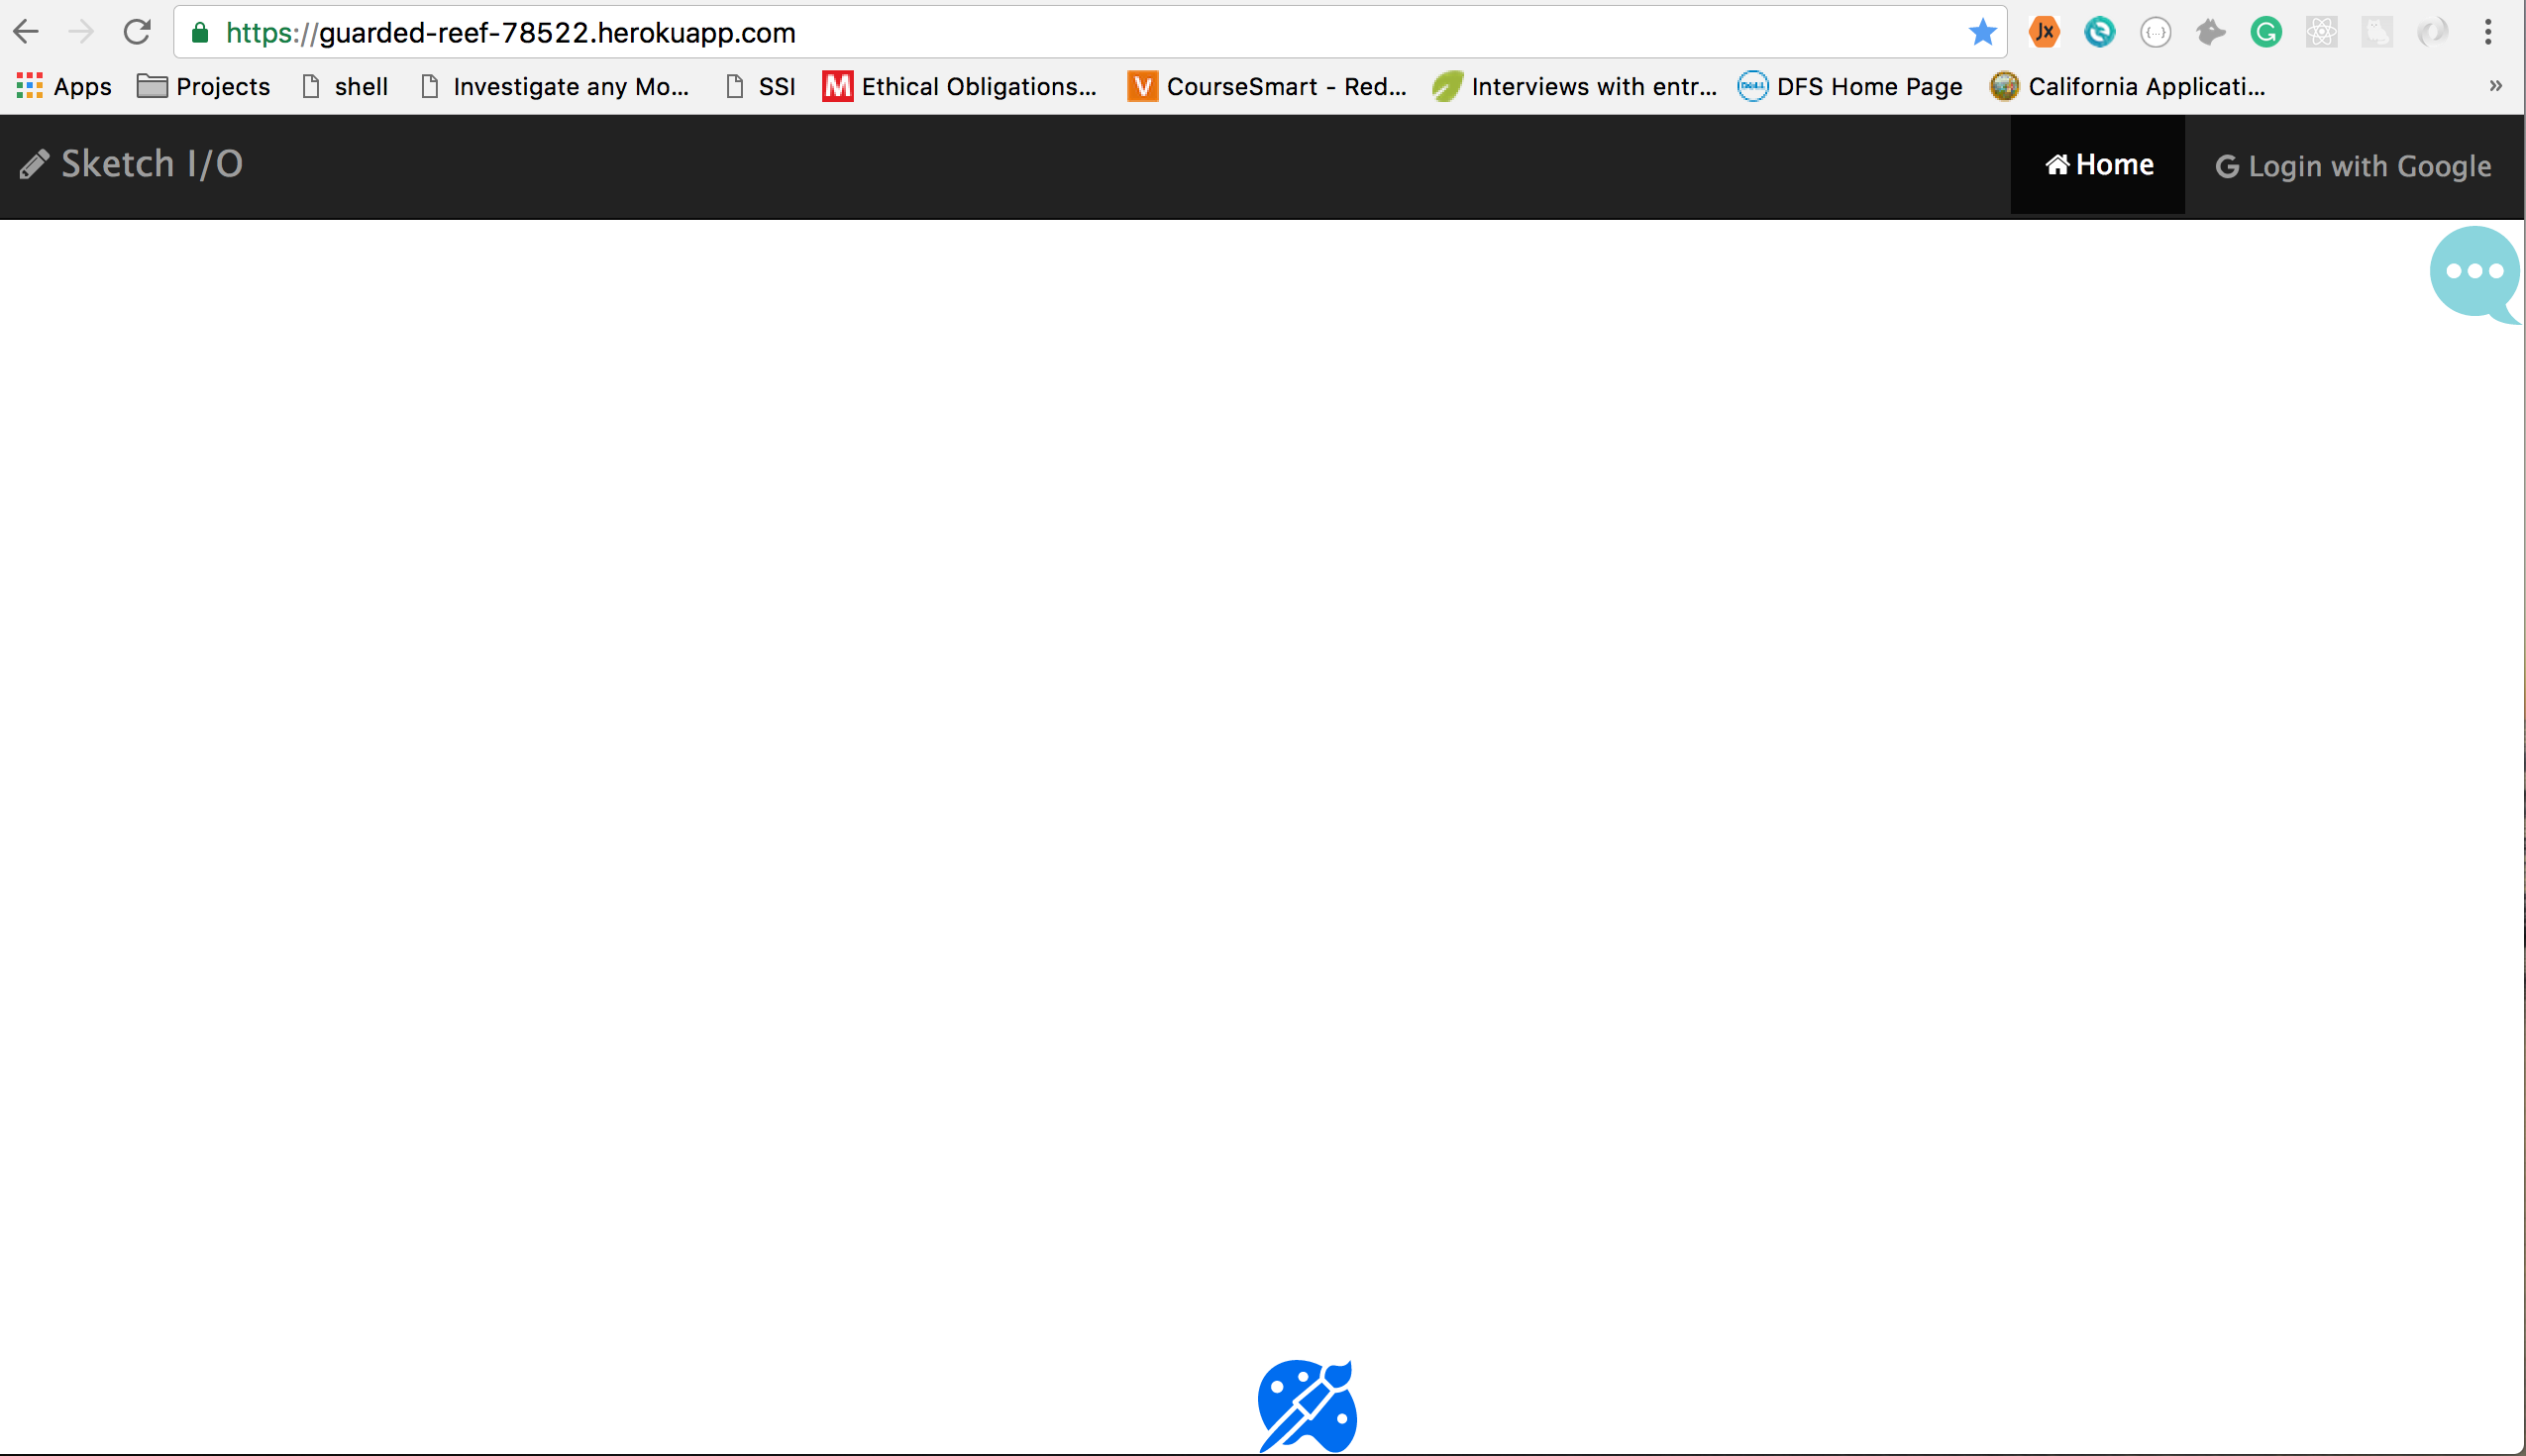 https://guarded-reef-78522.herokuapp.com
Apps Projects shell Investigate any Mo... SSI Ethical Obligations... CourseSmart - Red... Interviews with entr... DFS Home Page California Applicati... »
Sketch I/O Home Login with Google